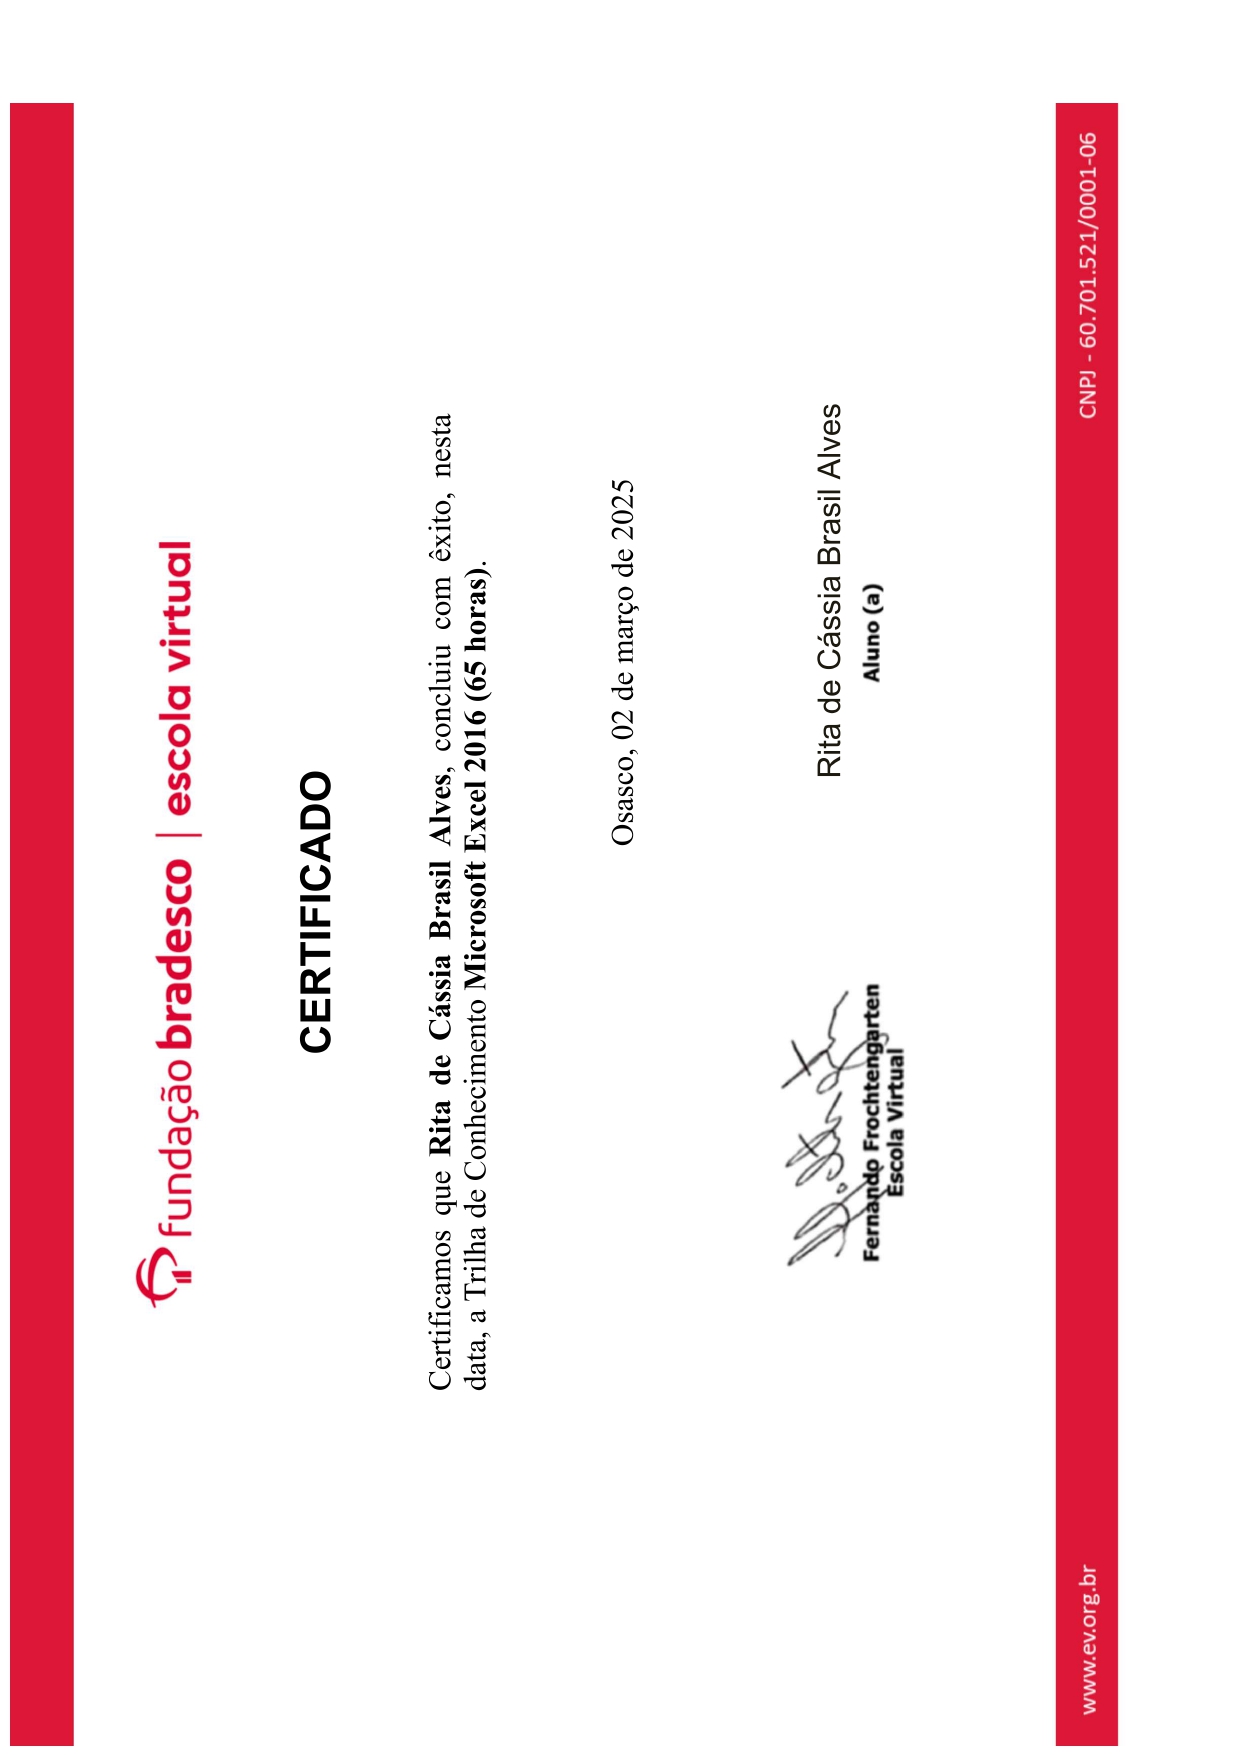 fundação bradesco | escola virtual
CERTIFICADO
Certificamos que Rita de Cássia Brasil Alves, concluiu com êxito, nesta
data, a Trilha de Conhecimento Microsoft Excel 2016 (65 horas).
Osasco, 02 de março de 2025
Rita de Cássia Brasil Alves
Fernando Frochtengarten
Escola Virtual
Aluno (a)
www.ev.org.br
CNPJ - 60.701.521/0001-06